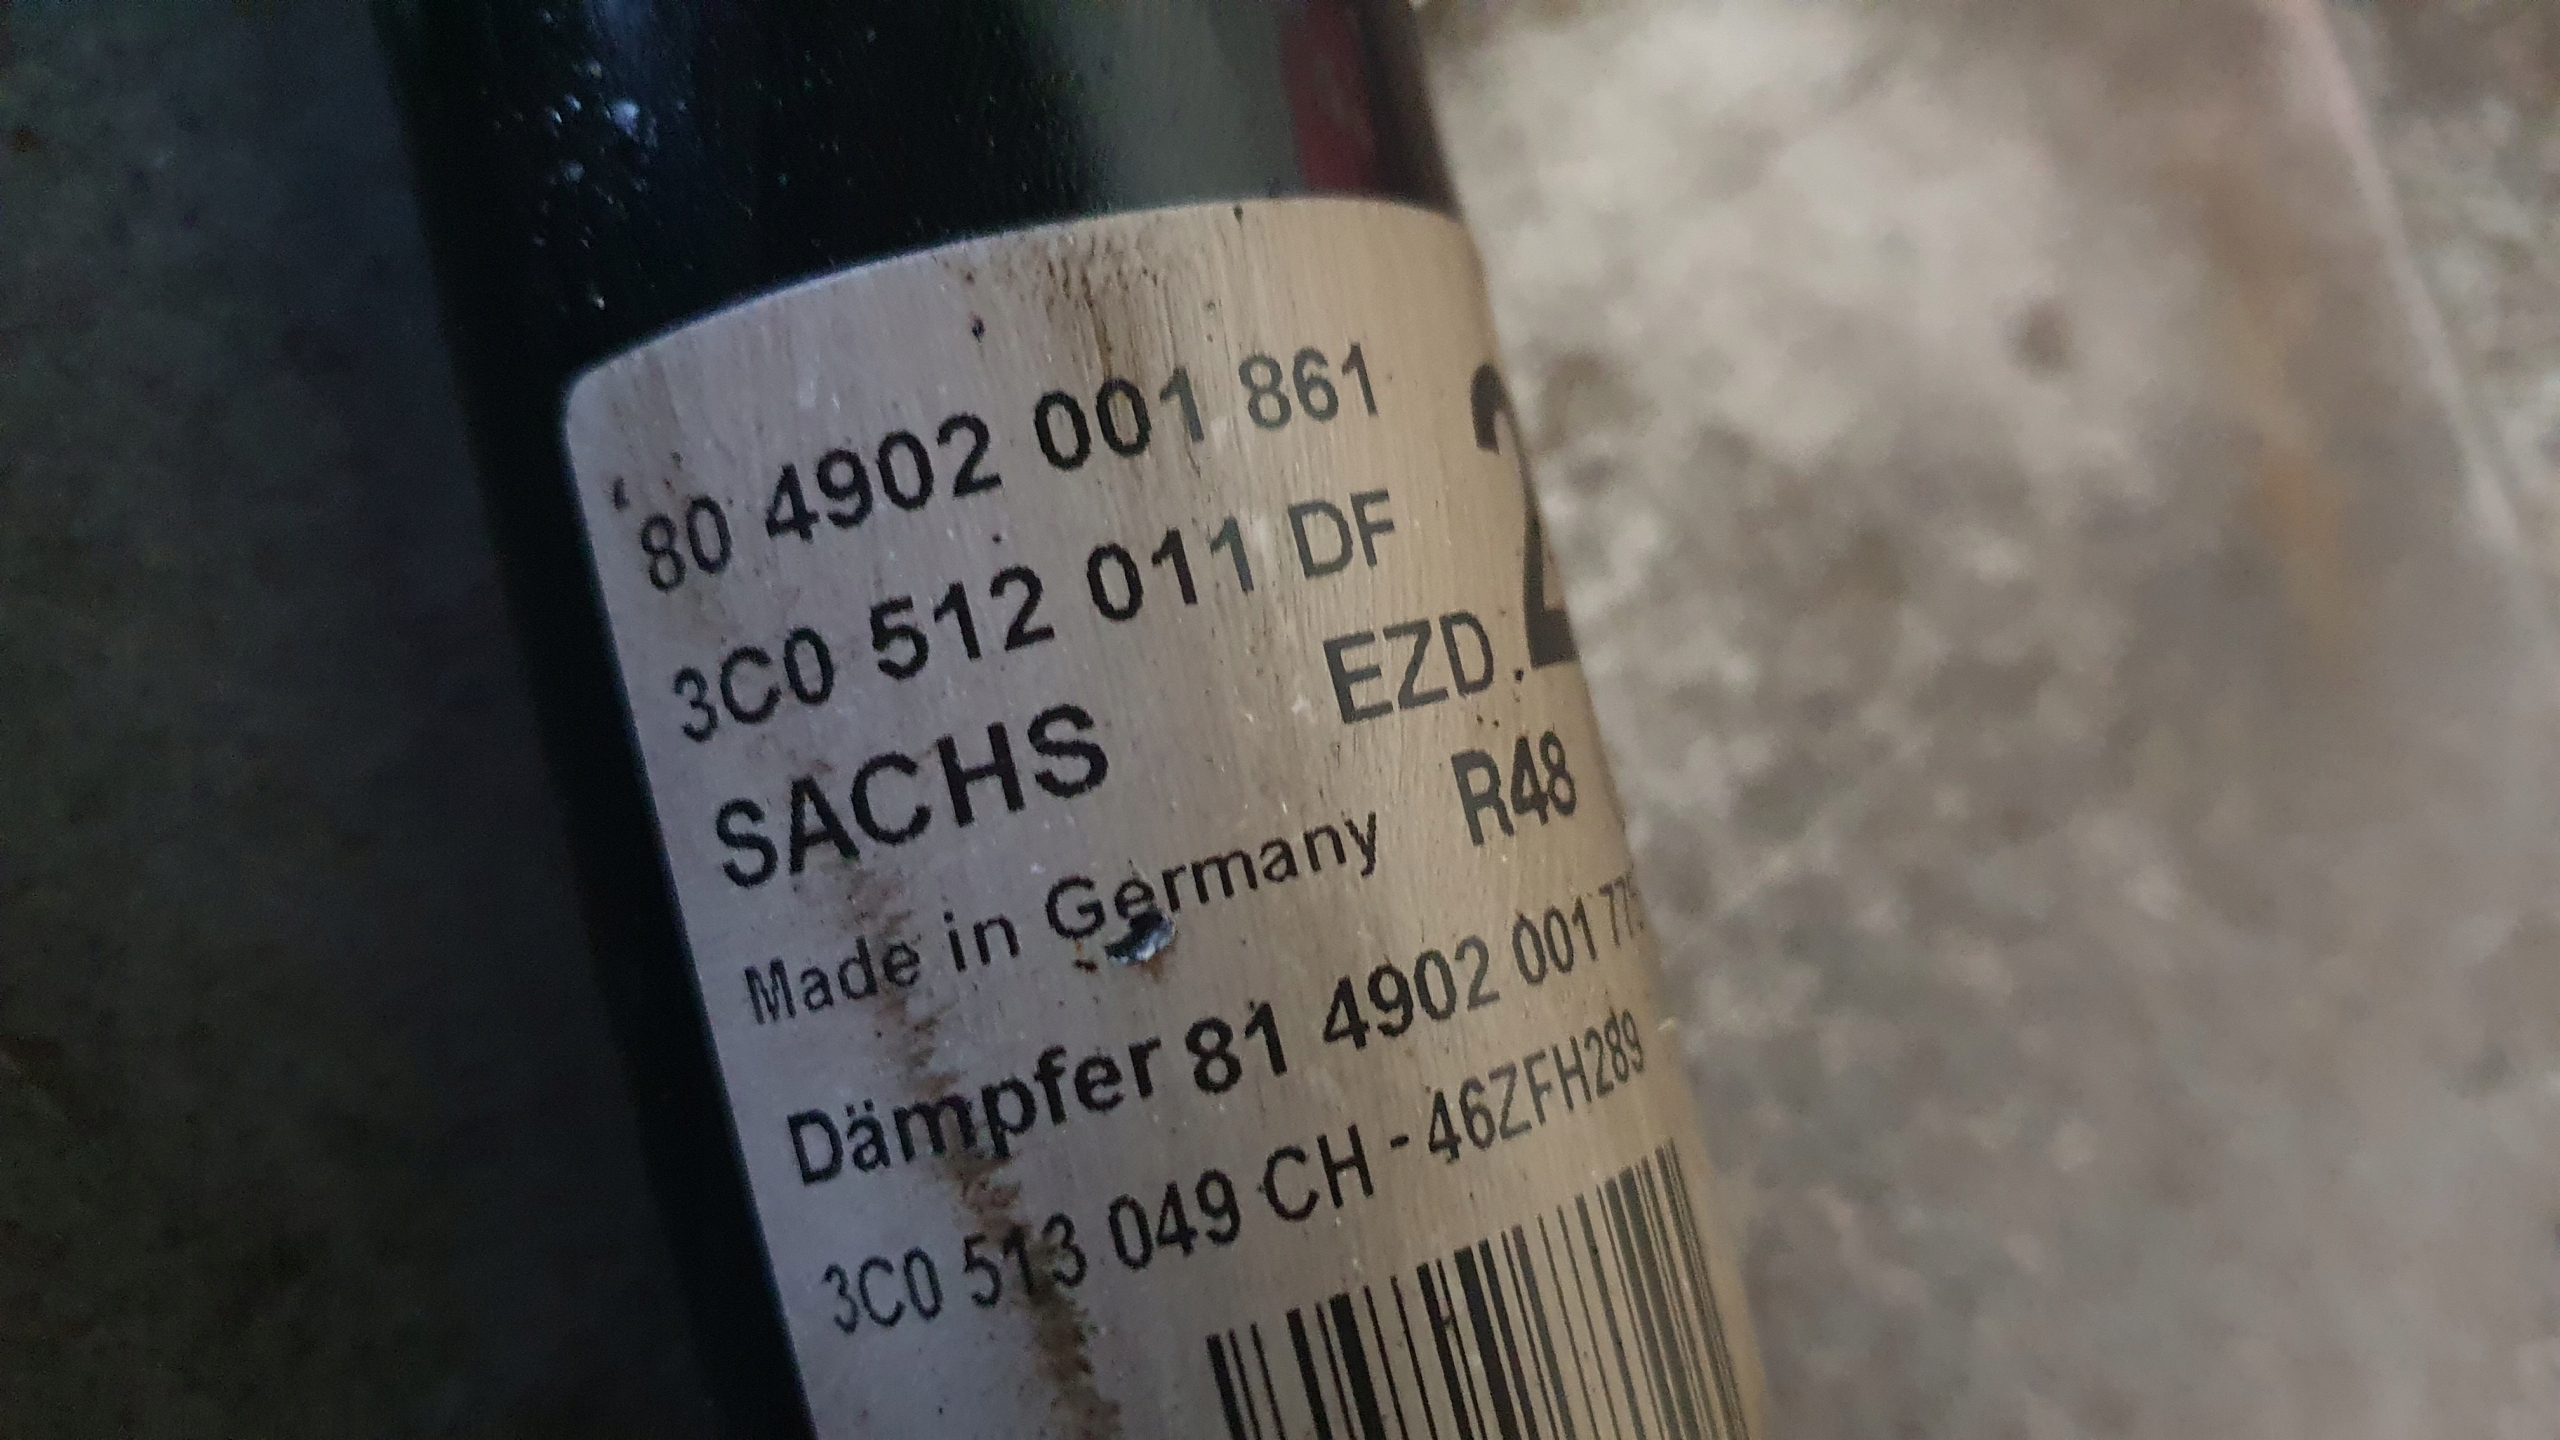 80 4902 001 861
3C0 512 011 DF
SACHS EZD.
Made in Germany R48
Dämpfer 81 4902 001
3C0 513 049 CH - 46ZFH289